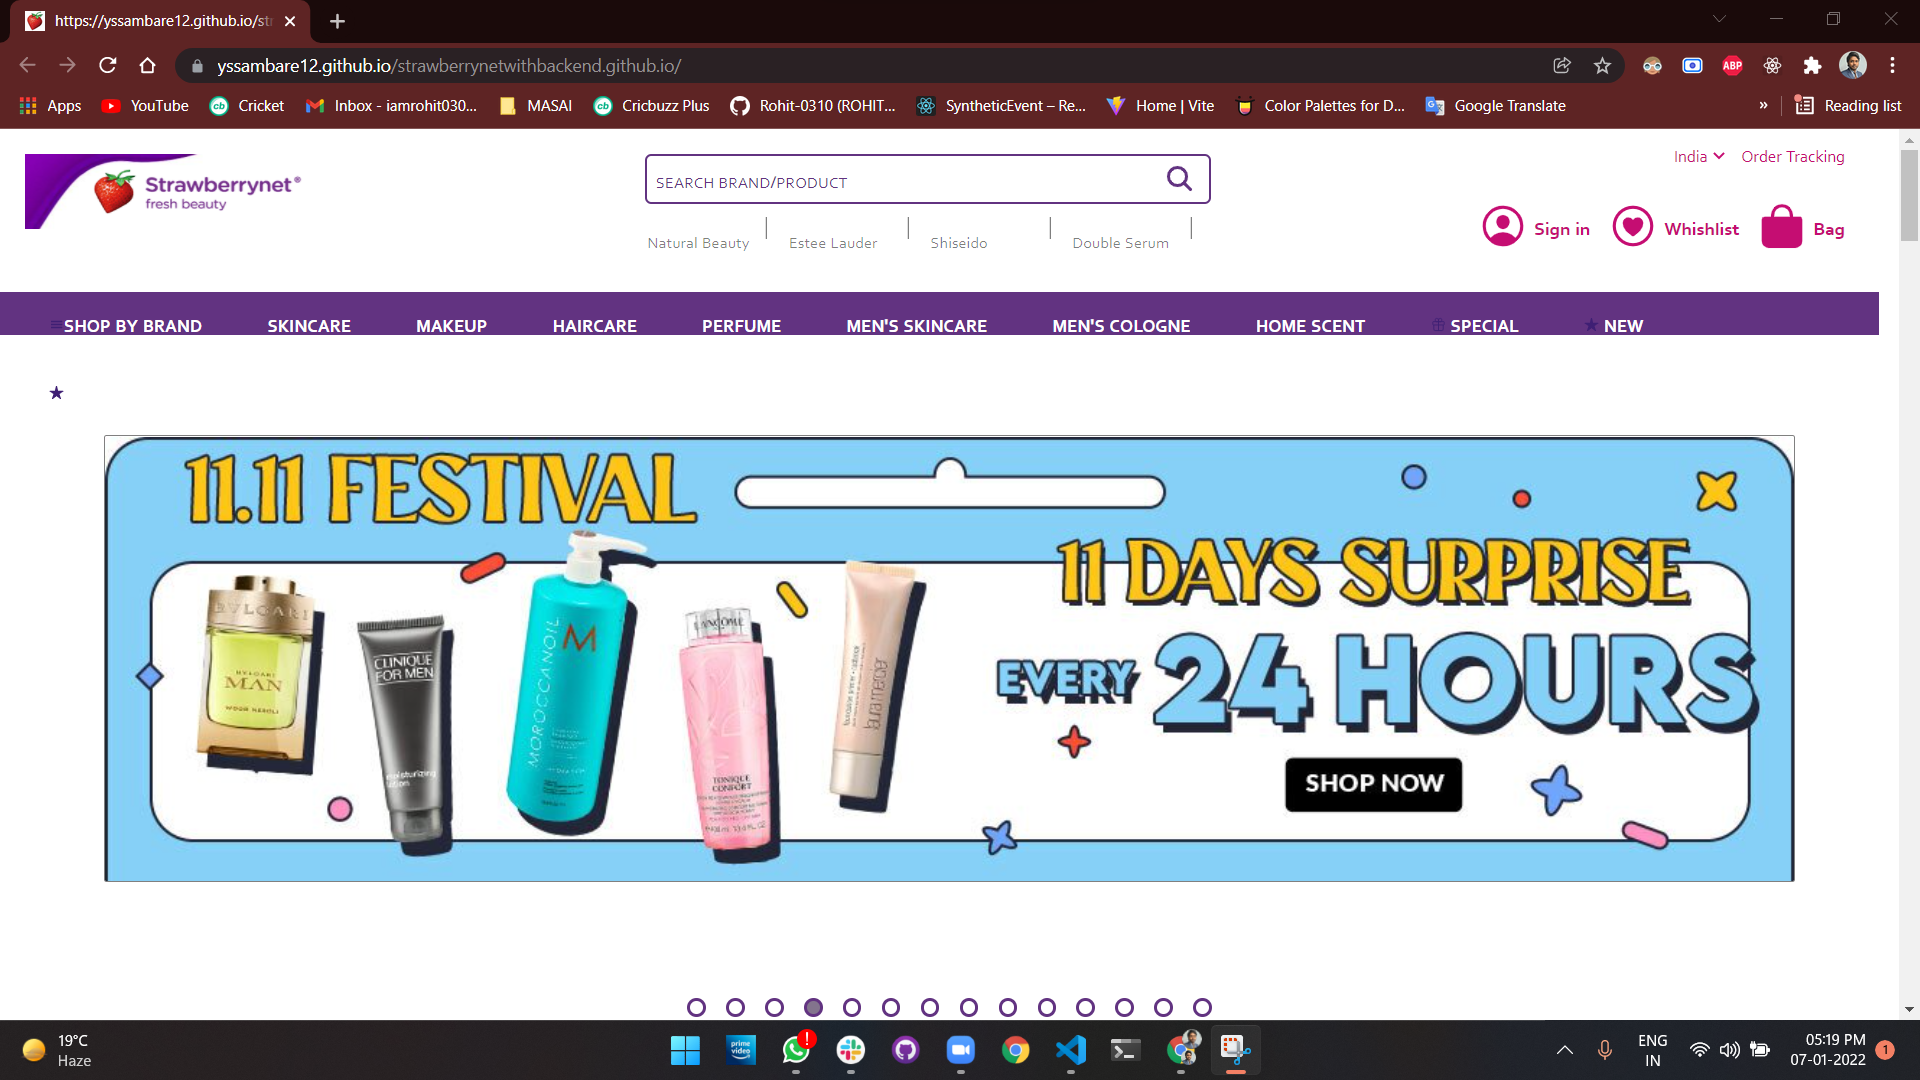 https://yssambare12.github.io/str
yssambare12.github.io/strawberrynetwithbackend.github.io/
ABP
Apps
YouTube
Cricket
Inbox - iamrohit030...
MASAI
Cricbuzz Plus
Rohit-0310 (ROHIT...
SyntheticEvent – Re...
Home | Vite
Color Palettes for D...
Google Translate
»
Reading list
Strawberrynet®
fresh beauty
SEARCH BRAND/PRODUCT
India
Order Tracking
Natural Beauty
Estee Lauder
Shiseido
Double Serum
Sign in
Whishlist
Bag
SHOP BY BRAND
SKINCARE
MAKEUP
HAIRCARE
PERFUME
MEN'S SKINCARE
MEN'S COLOGNE
HOME SCENT
SPECIAL
NEW
11.11 FESTIVAL
11 DAYS SURPRISE
EVERY 24 HOURS
SHOP NOW
BVLGARI
BVLGARI
MAN
WOOD NEROLI
CLINIQUE
FOR MEN
moisturizing
lotion
M
MOROCCANOIL
LANCÔME
TONIQUE
CONFORT
laura mercier
19°C
Haze
prime
video
ENG
IN
05:19 PM
07-01-2022
1